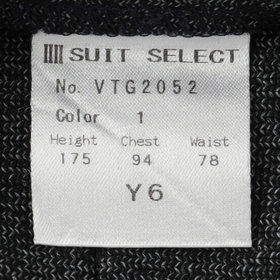 SUIT SELECT
No. VTG2052
Color 1
Height Chest Waist
175 94 78
Y6